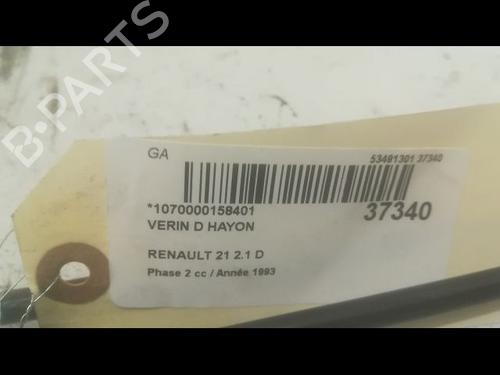 B-PARTS
GA
53491301 37340
*1070000158401
37340
VERIN D HAYON
RENAULT 21 2.1 D
Phase 2 cc / Année 1993